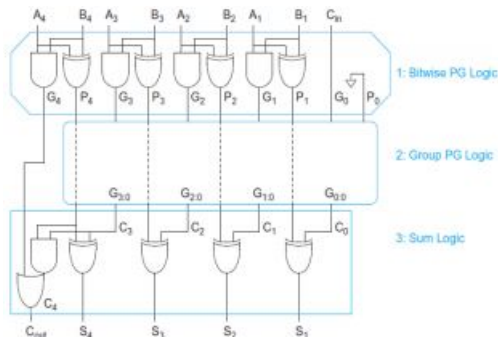 A4 B4 A3 B3 A2 B2 A1 B1 Cin
1: Bitwise PG Logic
G4 P4 G3 P3 G2 P2 G1 P1 G0 P0
2: Group PG Logic
G3:0 G2:0 G1:0 G0:0
C3 C2 C1 C0
3: Sum Logic
C4
Cout S4 S3 S2 S1